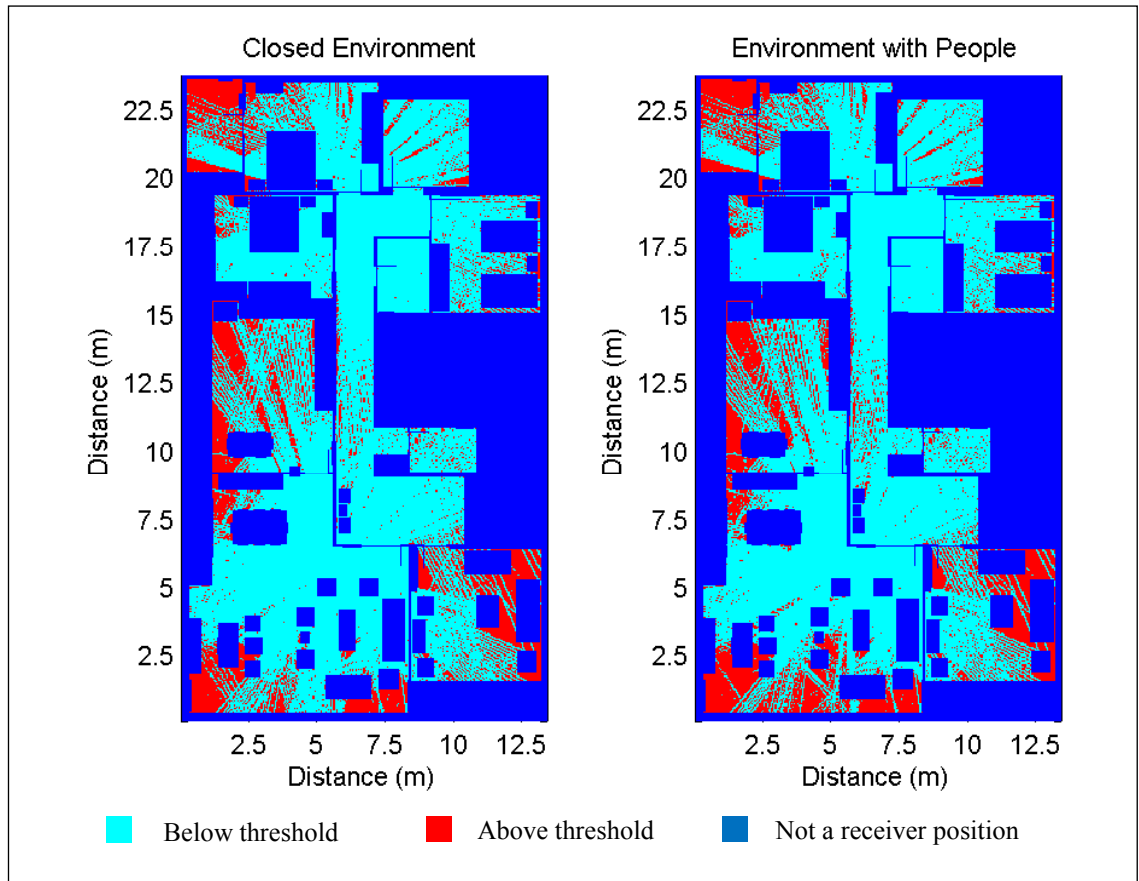 Closed Environment
Environment with People
22.5
20
17.5
15
12.5
10
7.5
5
2.5
Distance (m)
2.5 5 7.5 10 12.5
Distance (m)
22.5
20
17.5
15
12.5
10
7.5
5
2.5
Distance (m)
2.5 5 7.5 10 12.5
Distance (m)
Below threshold
Above threshold
Not a receiver position